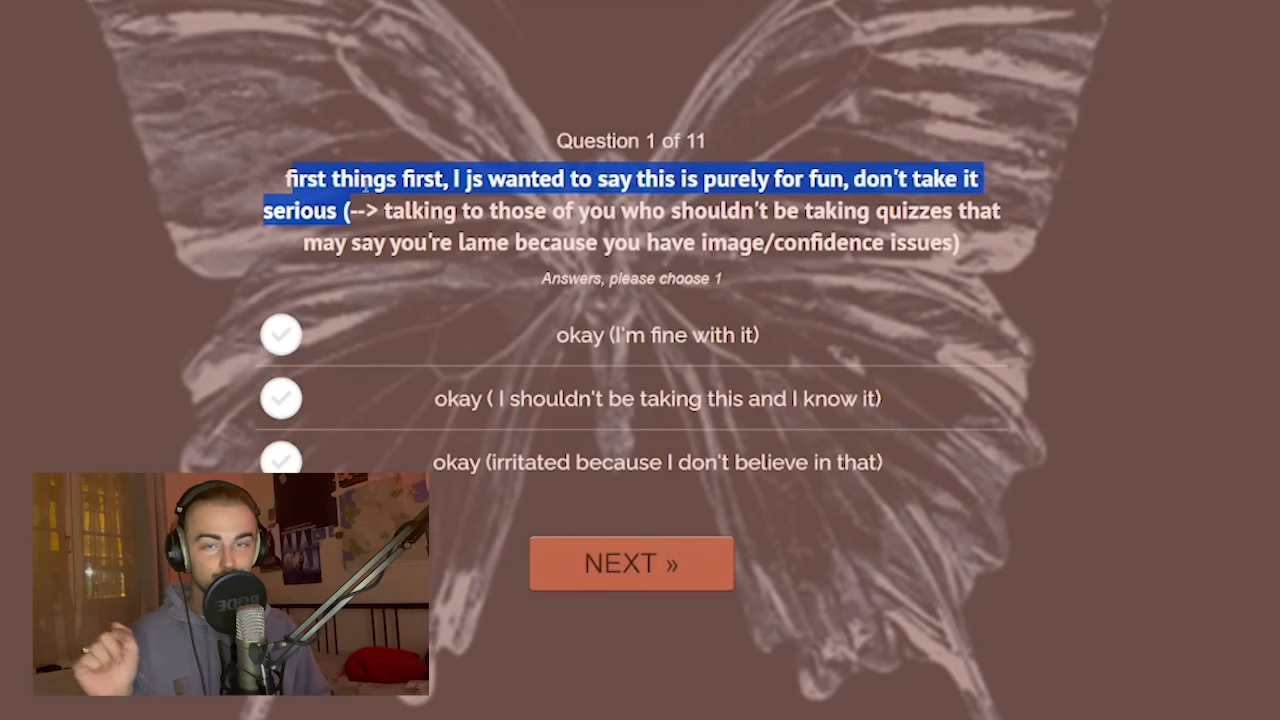 Question 1 of 11
first things first, I js wanted to say this is purely for fun, don't take it
serious (--> talking to those of you who shouldn't be taking quizzes that
may say you're lame because you have image/confidence issues)
Answers, please choose 1
okay (I'm fine with it)
okay ( I shouldn't be taking this and I know it)
okay (irritated because I don't believe in that)
NEXT »
RODE